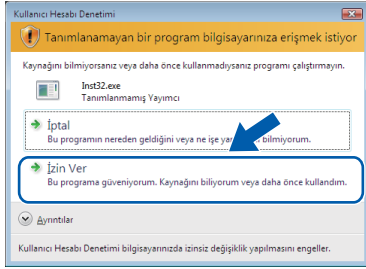 Kullanıcı Hesabı Denetimi
Tanımlanamayan bir program bilgisayarınıza erişmek istiyor
Kaynağını bilmiyorsanız veya daha önce kullanmadıysanız programı çalıştırmayın.
Inst32.exe
Tanımlanmamış Yayımcı
İptal
Bu programın nereden geldiğini veya ne işe bilmiyorum.
İzin Ver
Bu programa güveniyorum. Kaynağını biliyorum veya daha önce kullandım.
Ayrıntılar
Kullanıcı Hesabı Denetimi bilgisayarınızda izinsiz değişiklik yapılmasını engeller.